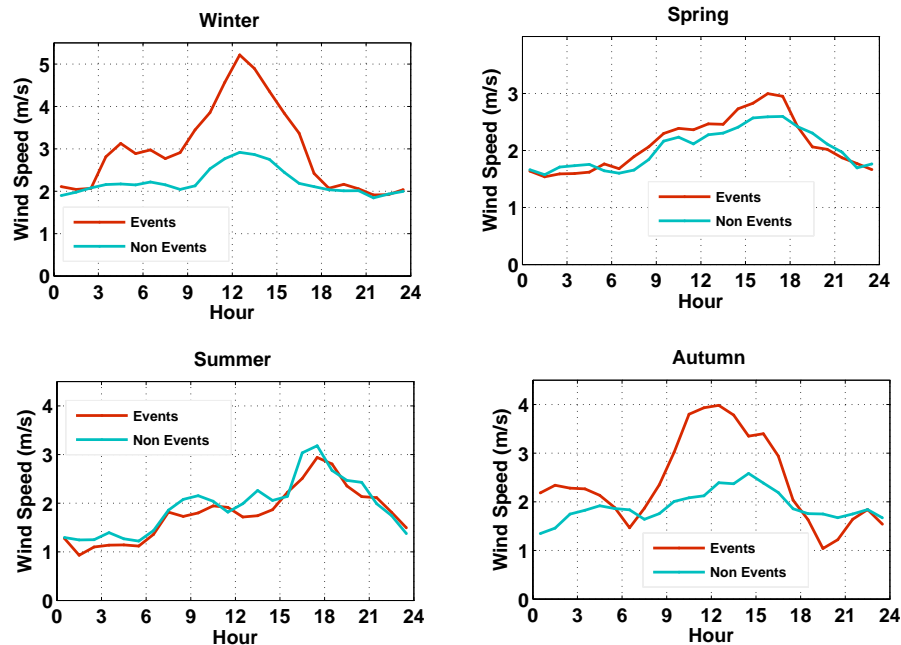 Winter
Wind Speed (m/s)
5
4
3
2
1
0
Events
Non Events
0 3 6 9 12 15 18 21 24
Hour
Spring
Wind Speed (m/s)
3
2
1
0
Events
Non Events
0 3 6 9 12 15 18 21 24
Hour
Summer
Wind Speed (m/s)
4
3
2
1
0
Events
Non Events
0 3 6 9 12 15 18 21 24
Hour
Autumn
Wind Speed (m/s)
4
3
2
1
0
Events
Non Events
0 3 6 9 12 15 18 21 24
Hour